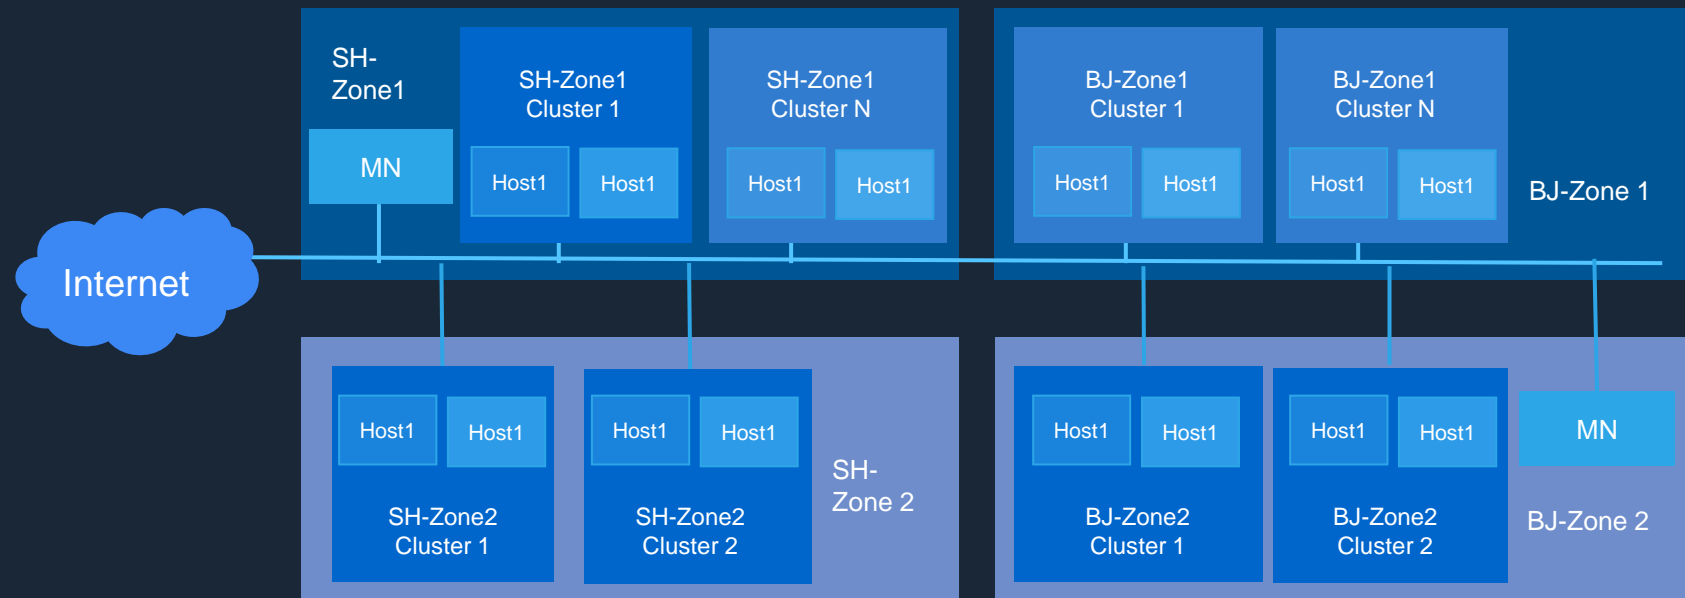 SH-
Zone1
MN
SH-Zone1
Cluster 1
Host1
Host1
SH-Zone1
Cluster N
Host1
Host1
BJ-Zone1
Cluster 1
Host1
Host1
BJ-Zone1
Cluster N
Host1
Host1
BJ-Zone 1
Internet
Host1
Host1
SH-Zone2
Cluster 1
Host1
Host1
SH-Zone2
Cluster 2
SH-
Zone 2
Host1
Host1
BJ-Zone2
Cluster 1
Host1
Host1
BJ-Zone2
Cluster 2
MN
BJ-Zone 2